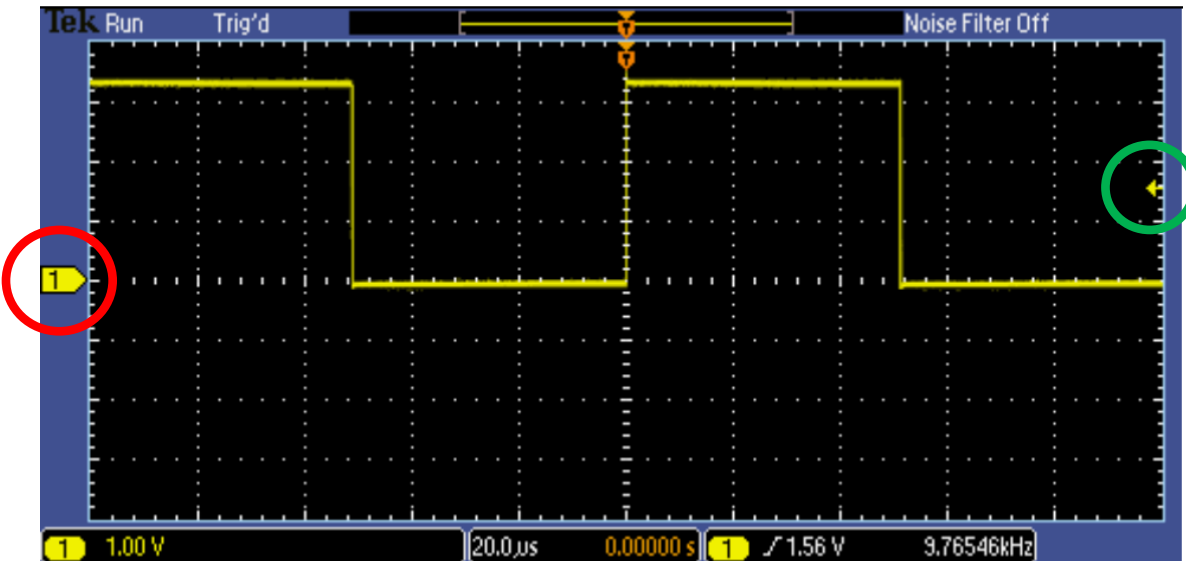 Tek Run Trig'd Noise Filter Off
1
1 1.00 V 20.0µs 0.00000 s 1 1.56 V 9.76546kHz